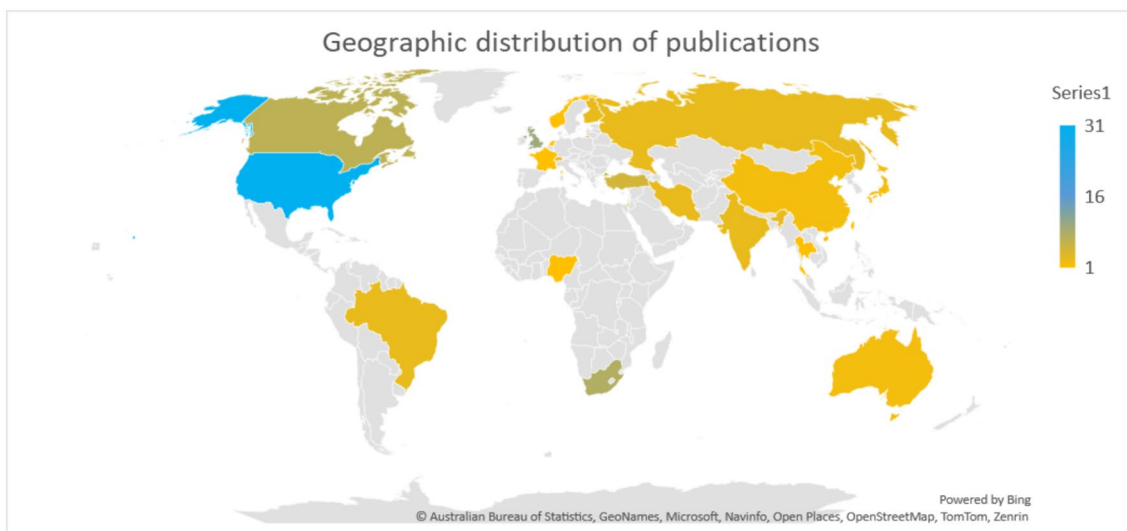 Geographic distribution of publications
Series1
31
16
1
Powered by Bing
© Australian Bureau of Statistics, GeoNames, Microsoft, Navinfo, Open Places, OpenStreetMap, TomTom, Zenrin